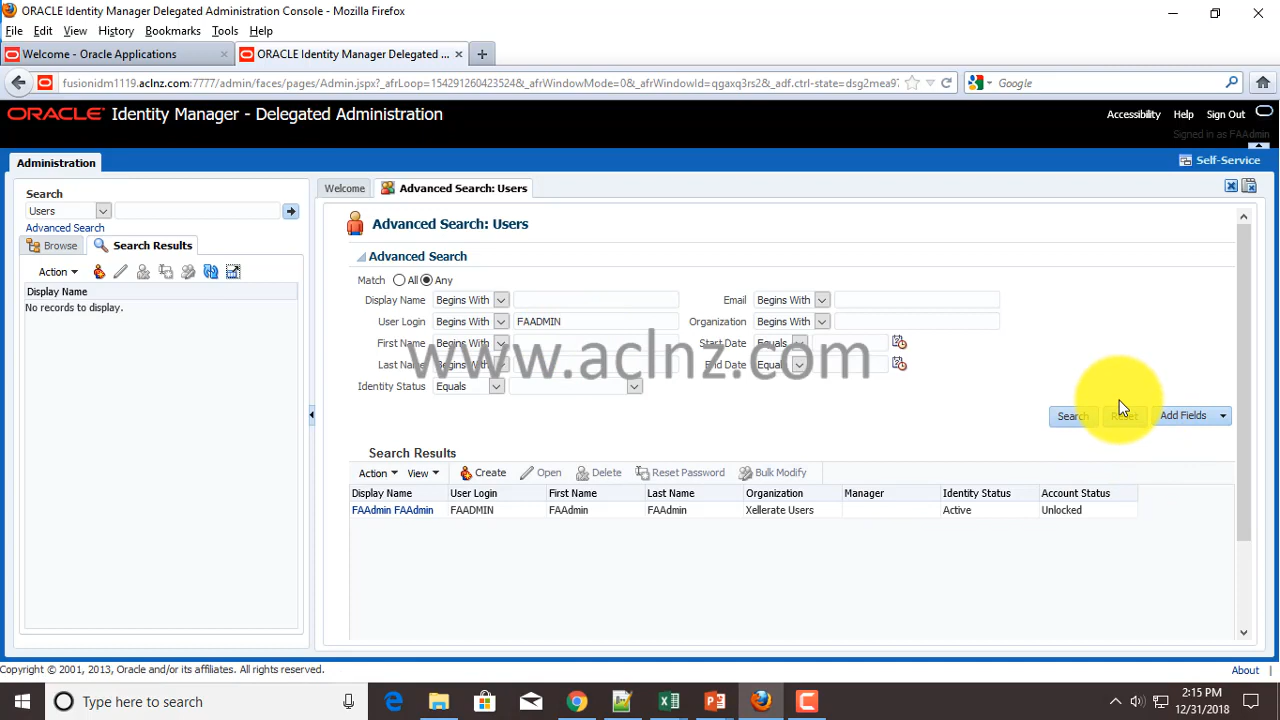 ORACLE Identity Manager Delegated Administration Console - Mozilla Firefox
File Edit View History Bookmarks Tools Help
Welcome - Oracle Applications × ORACLE Identity Manager Delegated ... × +
fusionidm1119.aclnz.com:7777/admin/faces/pages/Admin.jspx?_afrLoop=154291260423524&_afrWindowMode=0&_afrWindowId=qgaxq3rs2&_adf.ctrl-state=dsg2mea97 Google
ORACLE Identity Manager - Delegated Administration Accessibility Help Sign Out
Signed in as FAAdmin
Administration Self-Service
Search
Users
Advanced Search
Browse Search Results
Action
Display Name
No records to display.
Welcome Advanced Search: Users
Advanced Search: Users
Advanced Search
Match All Any
Display Name Begins With Email Begins With
User Login Begins With FAADMIN Organization Begins With
First Name Begins With Start Date Equals
Last Name Begins With End Date Equals
Identity Status Equals
www.aclnz.com
Search Reset Add Fields
Search Results
Action View Create Open Delete Reset Password Bulk Modify
Display Name User Login First Name Last Name Organization Manager Identity Status Account Status
FAAdmin FAAdmin FAADMIN FAAdmin FAAdmin Xellerate Users Active Unlocked
Copyright © 2001, 2013, Oracle and/or its affiliates. All rights reserved. About
Type here to search
2:15 PM
12/31/2018